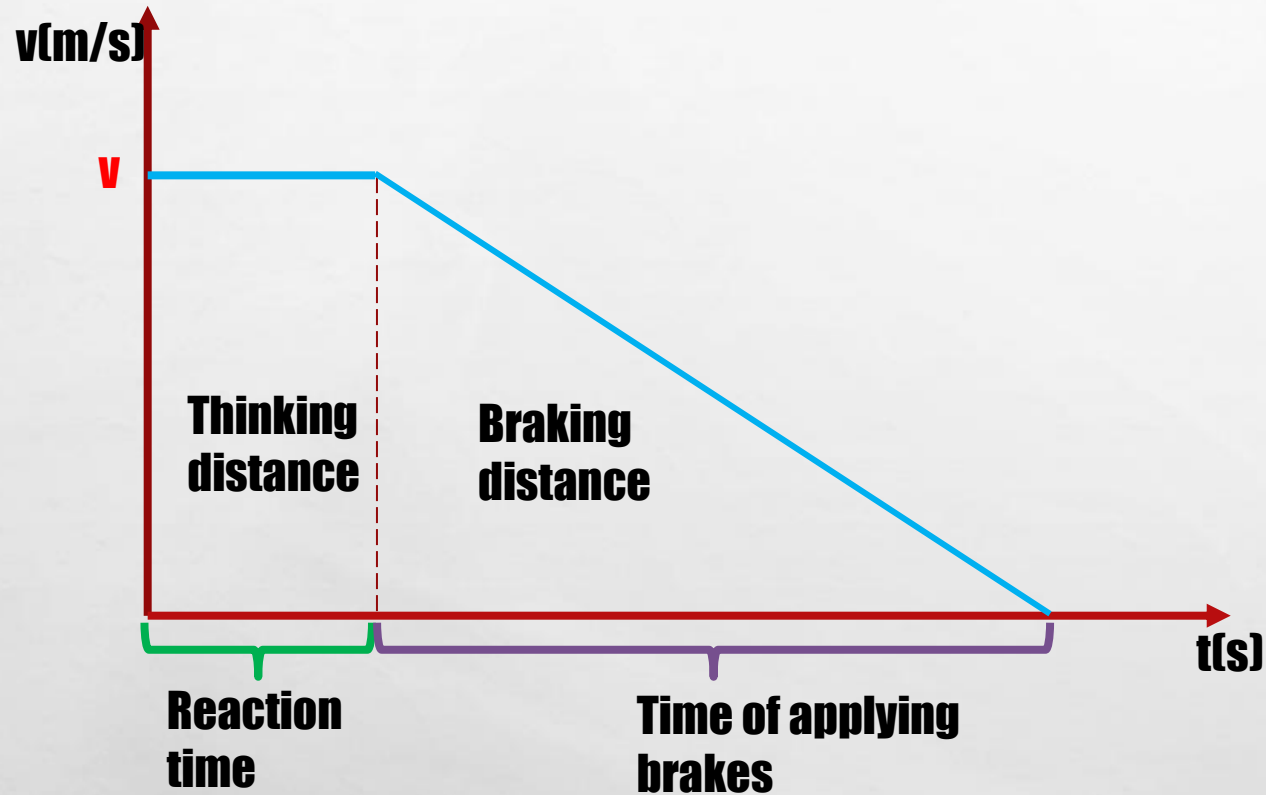 v(m/s)
v
Thinking
distance
Braking
distance
t(s)
Reaction
time
Time of applying
brakes